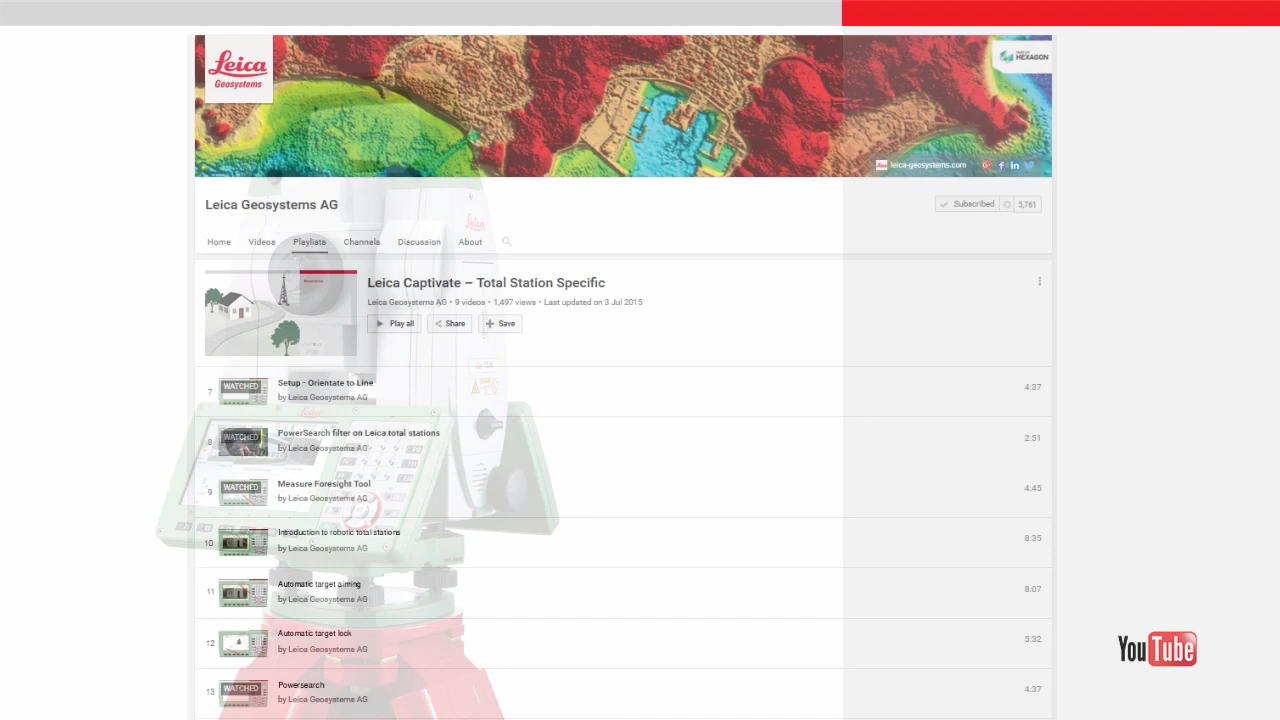 Leica
Geosystems
PART OF
HEXAGON
leica-geosystems.com
Leica Geosystems AG
Subscribed 5,761
Home Videos Playlists Channels Discussion About
Leica Captivate – Total Station Specific
Leica Geosystems AG • 9 videos • 1,497 views • Last updated on 3 Jul 2015
Play all Share Save
7 WATCHED Setup - Orientate to Line 4:37
by Leica Geosystems AG
8 WATCHED PowerSearch filter on Leica total stations 2:51
by Leica Geosystems AG
9 WATCHED Measure Foresight Tool 4:45
by Leica Geosystems AG
10 Introduction to robotic total stations 8:35
by Leica Geosystems AG
11 Automatic target aiming 8:07
by Leica Geosystems AG
12 Automatic target lock 5:32
by Leica Geosystems AG
13 WATCHED Powersearch 4:37
by Leica Geosystems AG
Leica
Leica
YouTube